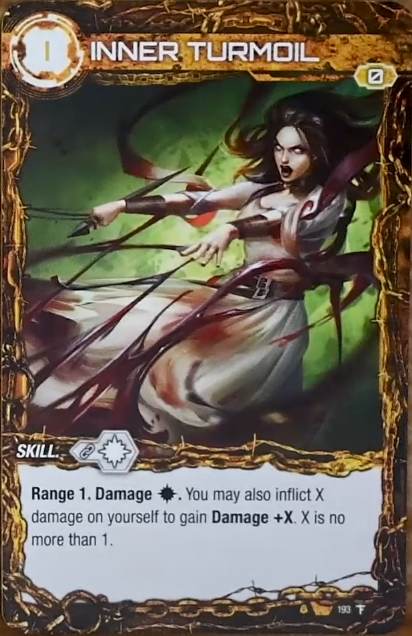 I INNER TURMOIL
0
SKILL:
Range 1. Damage. You may also inflict X
damage on yourself to gain Damage +X. X is no
more than 1.
193